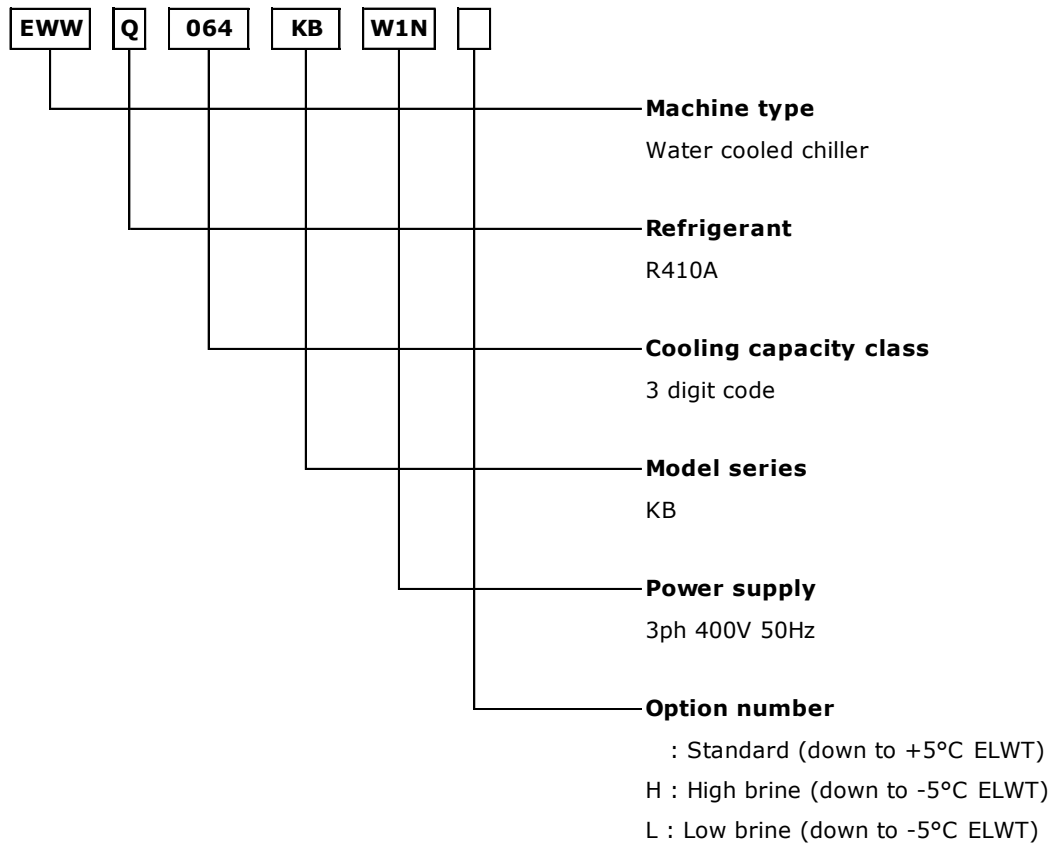 EWW Q 064 KB W1N
Machine type
Water cooled chiller
Refrigerant
R410A
Cooling capacity class
3 digit code
Model series
KB
Power supply
3ph 400V 50Hz
Option number
: Standard (down to +5°C ELWT)
H : High brine (down to -5°C ELWT)
L : Low brine (down to -5°C ELWT)